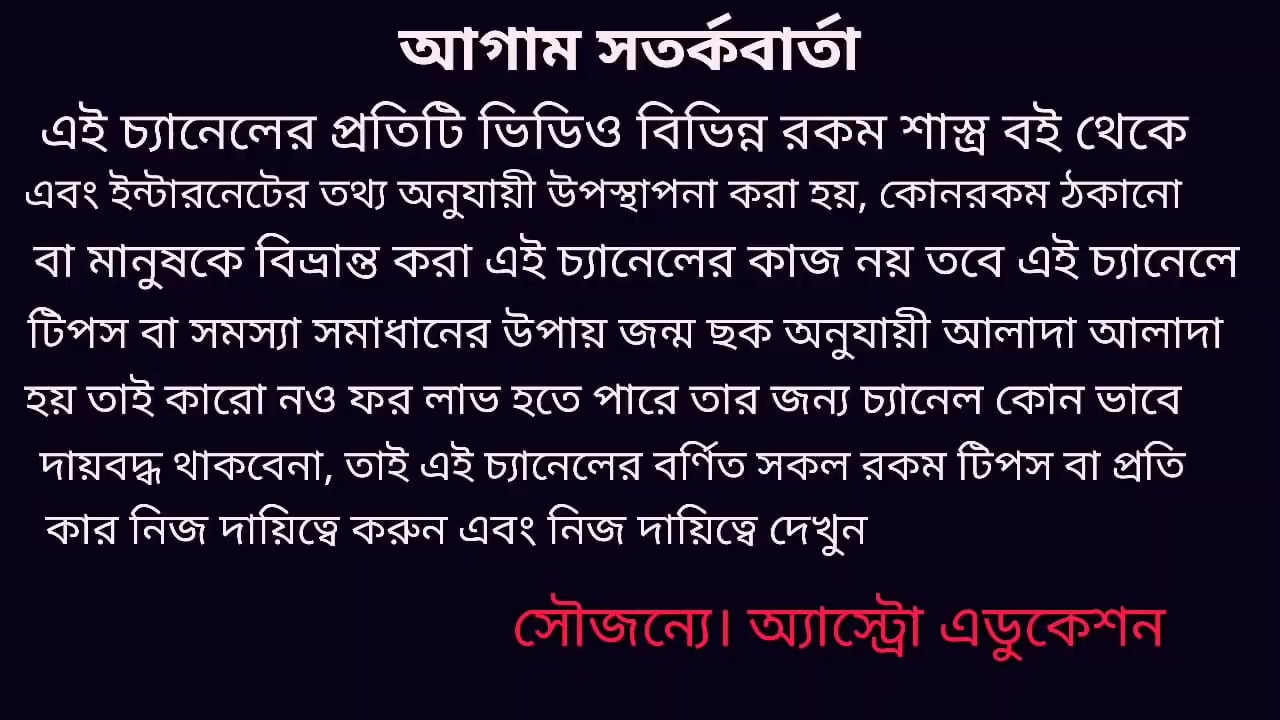 আগাম সতর্কবার্তা
এই চ্যানেলের প্রতিটি ভিডিও বিভিন্ন রকম শাস্ত্র বই থেকে
এবং ইন্টারনেটের তথ্য অনুযায়ী উপস্থাপনা করা হয়, কোনরকম ঠকানো
বা মানুষকে বিভ্রান্ত করা এই চ্যানেলের কাজ নয় তবে এই চ্যানেলে
টিপস বা সমস্যা সমাধানের উপায় জন্ম ছক অনুযায়ী আলাদা আলাদা
হয় তাই কারো নও ফর লাভ হতে পারে তার জন্য চ্যানেল কোন ভাবে
দায়বদ্ধ থাকবেনা, তাই এই চ্যানেলের বর্ণিত সকল রকম টিপস বা প্রতি
কার নিজ দায়িত্বে করুন এবং নিজ দায়িত্বে দেখুন
সৌজন্যে। অ্যাস্ট্রো এডুকেশন